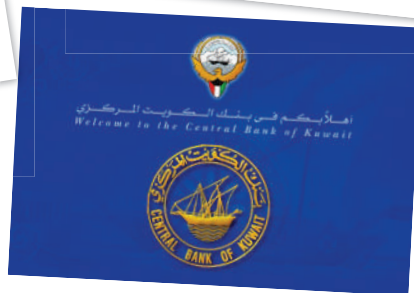 أهلاً بكم في بنك الكويت المركزي
Welcome to the Central Bank of Kuwait
بنك الكويت المركزي
CENTRAL BANK OF KUWAIT